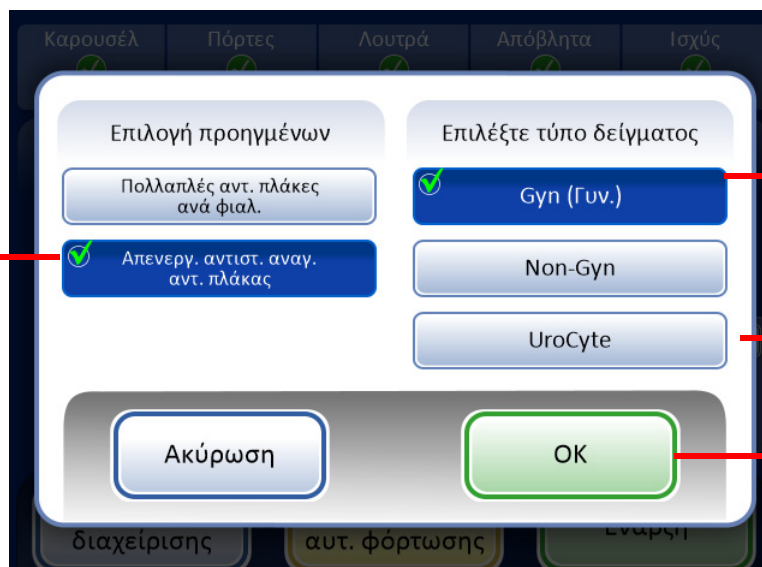 Καρουσέλ Πόρτες Λουτρά Απόβλητα Ισχύς
Επιλογή προηγμένων
Πολλαπλές αντ. πλάκες
ανά φιαλ.
Απενεργ. αντιστ. αναγ.
αντ. πλάκας
Επιλέξτε τύπο δείγματος
Gyn (Γυν.)
Non-Gyn
UroCyte
Ακύρωση
OK
διαχείρισης
αυτ. φόρτωσης
Έναρξη